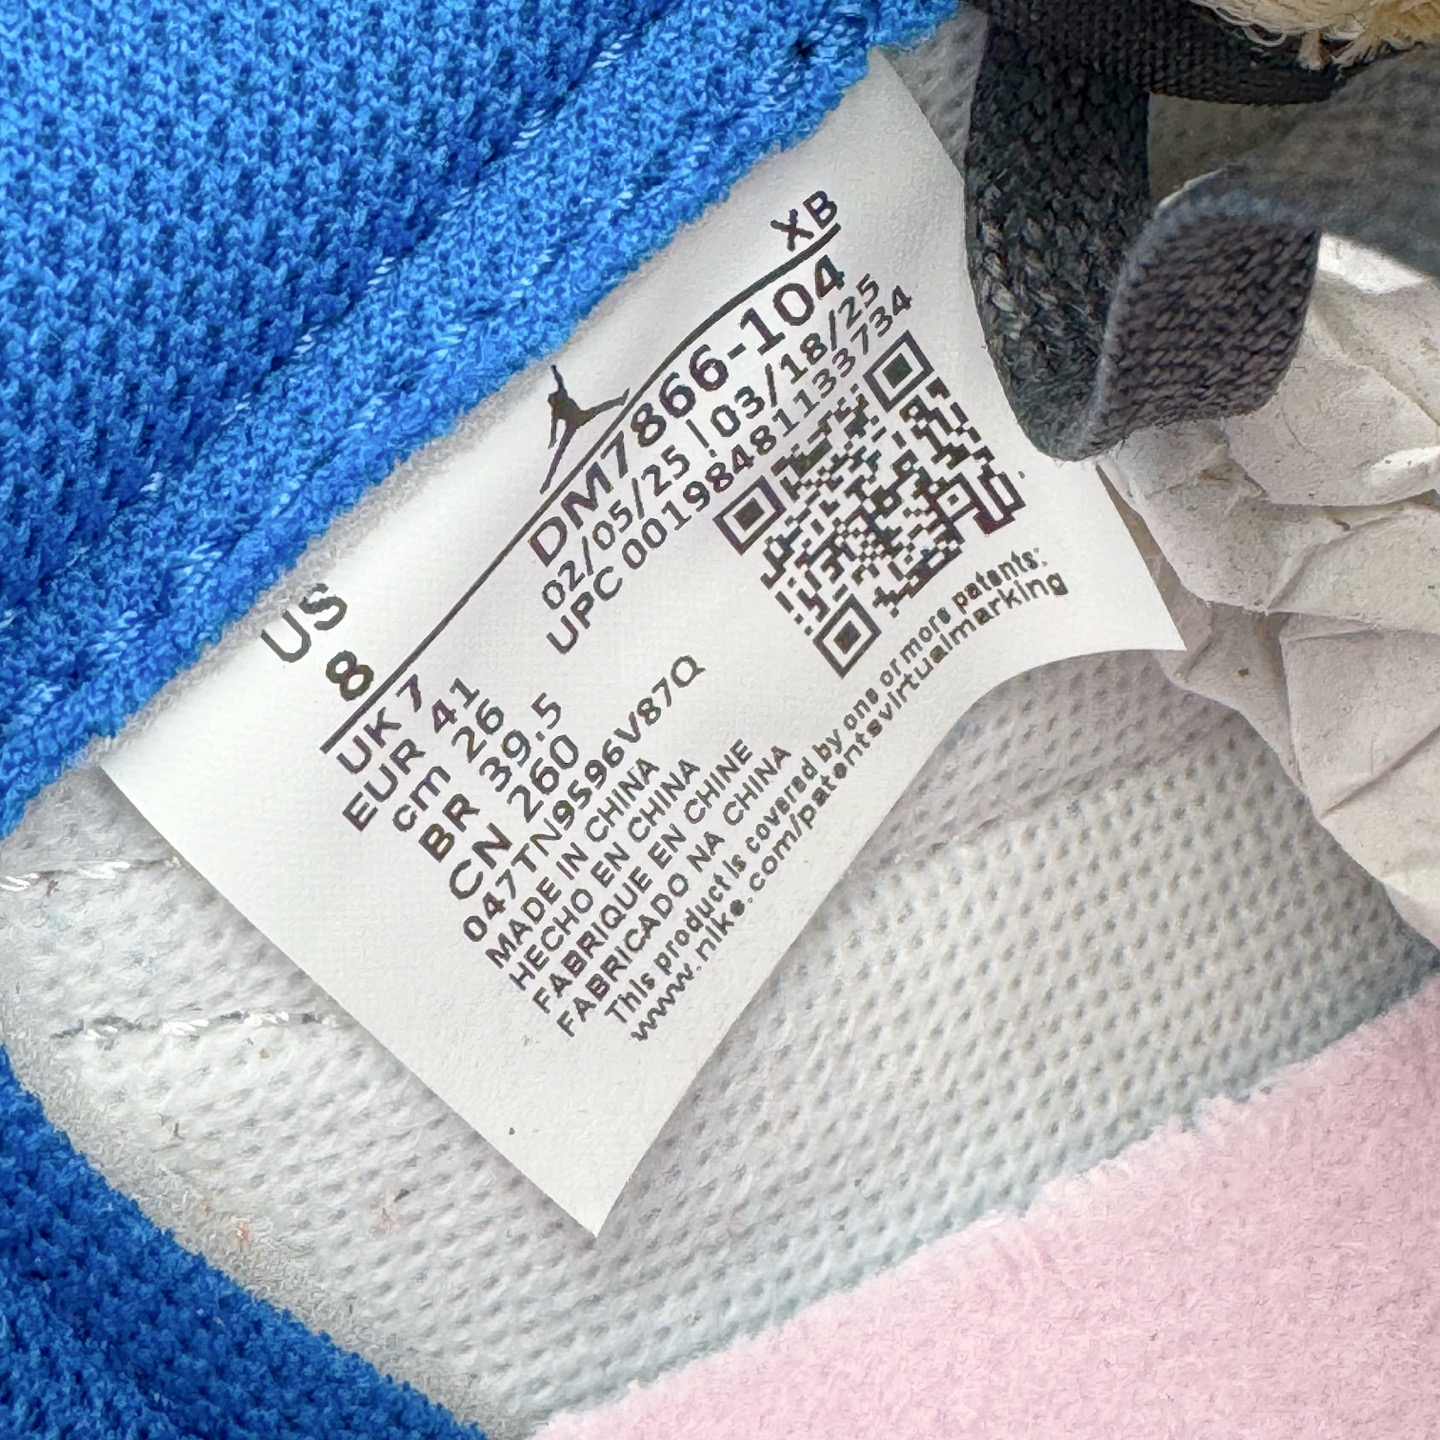 XB
DM7866-104
02/05/25 | 03/18/25
UPC 00198481133734
US
8
UK 7
EUR 41
cm 26
BR 39.5
CN 260
047TN9596V87Q
MADE IN CHINA
HECHO EN CHINA
FABRIQUE EN CHINE
FABRICADO NA CHINA
This product is covered by one or more patents:
www.nike.com/patentsvirtualmarking